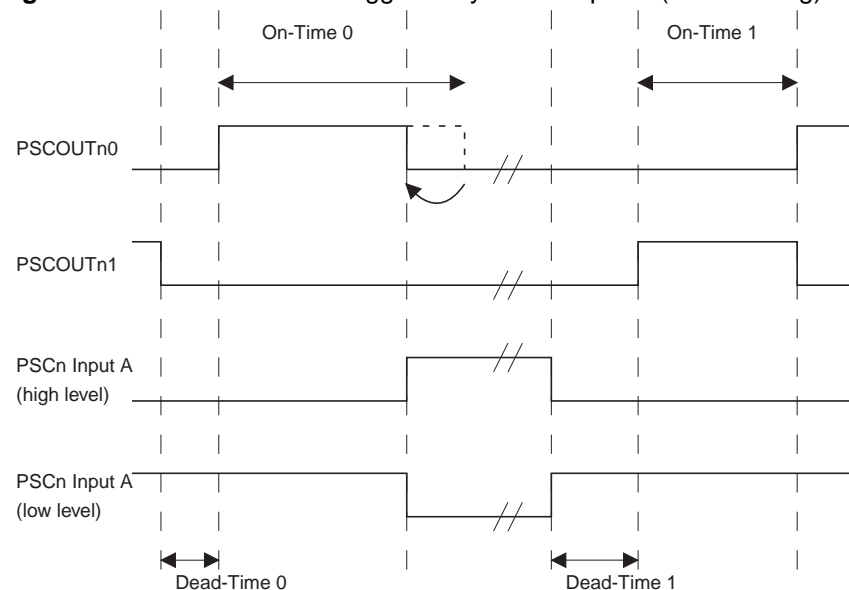 On-Time 0
On-Time 1
PSCOUTn0
PSCOUTn1
PSCn Input A
(high level)
PSCn Input A
(low level)
Dead-Time 0
Dead-Time 1